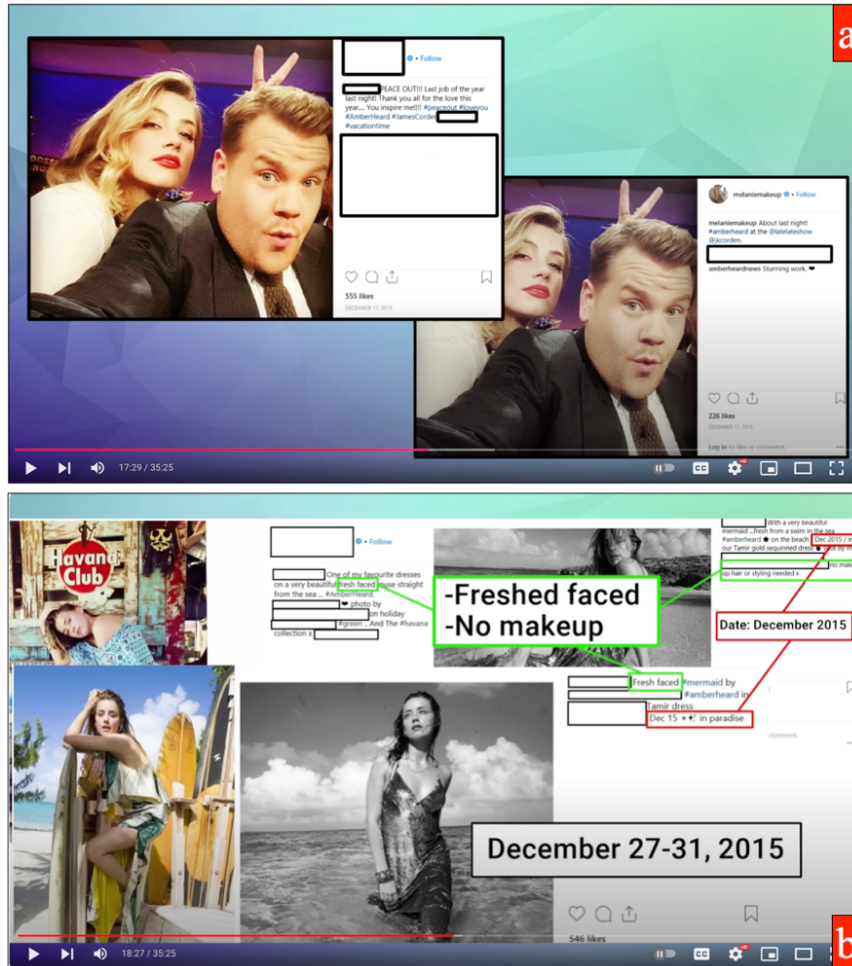 a
• Follow
PEACE OUT!!! Last job of the year
last night! Thank you all for the love this
year.... You inspire me!!!! #peaceout #loveyou
#AmberHeard #JamesCorden
#vacationtime
555 likes
DECEMBER 17, 2015
melaniemakeup • Follow
melaniemakeup About last night!
#amberheard at the @latelateshow
@jkcorden.
amberheardnews Stunning work. ❤
226 likes
DECEMBER 17, 2015
Log in to like or comment.
17:29 / 35:25
CC
HD
Havana
Club
• Follow
One of my favourite dresses
on a very beautiful fresh faced muse straight
from the sea ... #AmberHeard.
❤ photo by
on holiday
#green .. And The #havana
collection x
With a very beautiful
mermaid ..fresh from a swim in the sea
#amberheard on the beach Dec 2015 / in
our Tamir gold sequinned dress
no make
up hair or styling needed x
-Freshed faced
-No makeup
Date: December 2015
Fresh faced #mermaid by
#amberheard in
Tamir dress
Dec 15 in paradise
comment.
December 27-31, 2015
546 likes
18:27 / 35:25
CC
HD
b